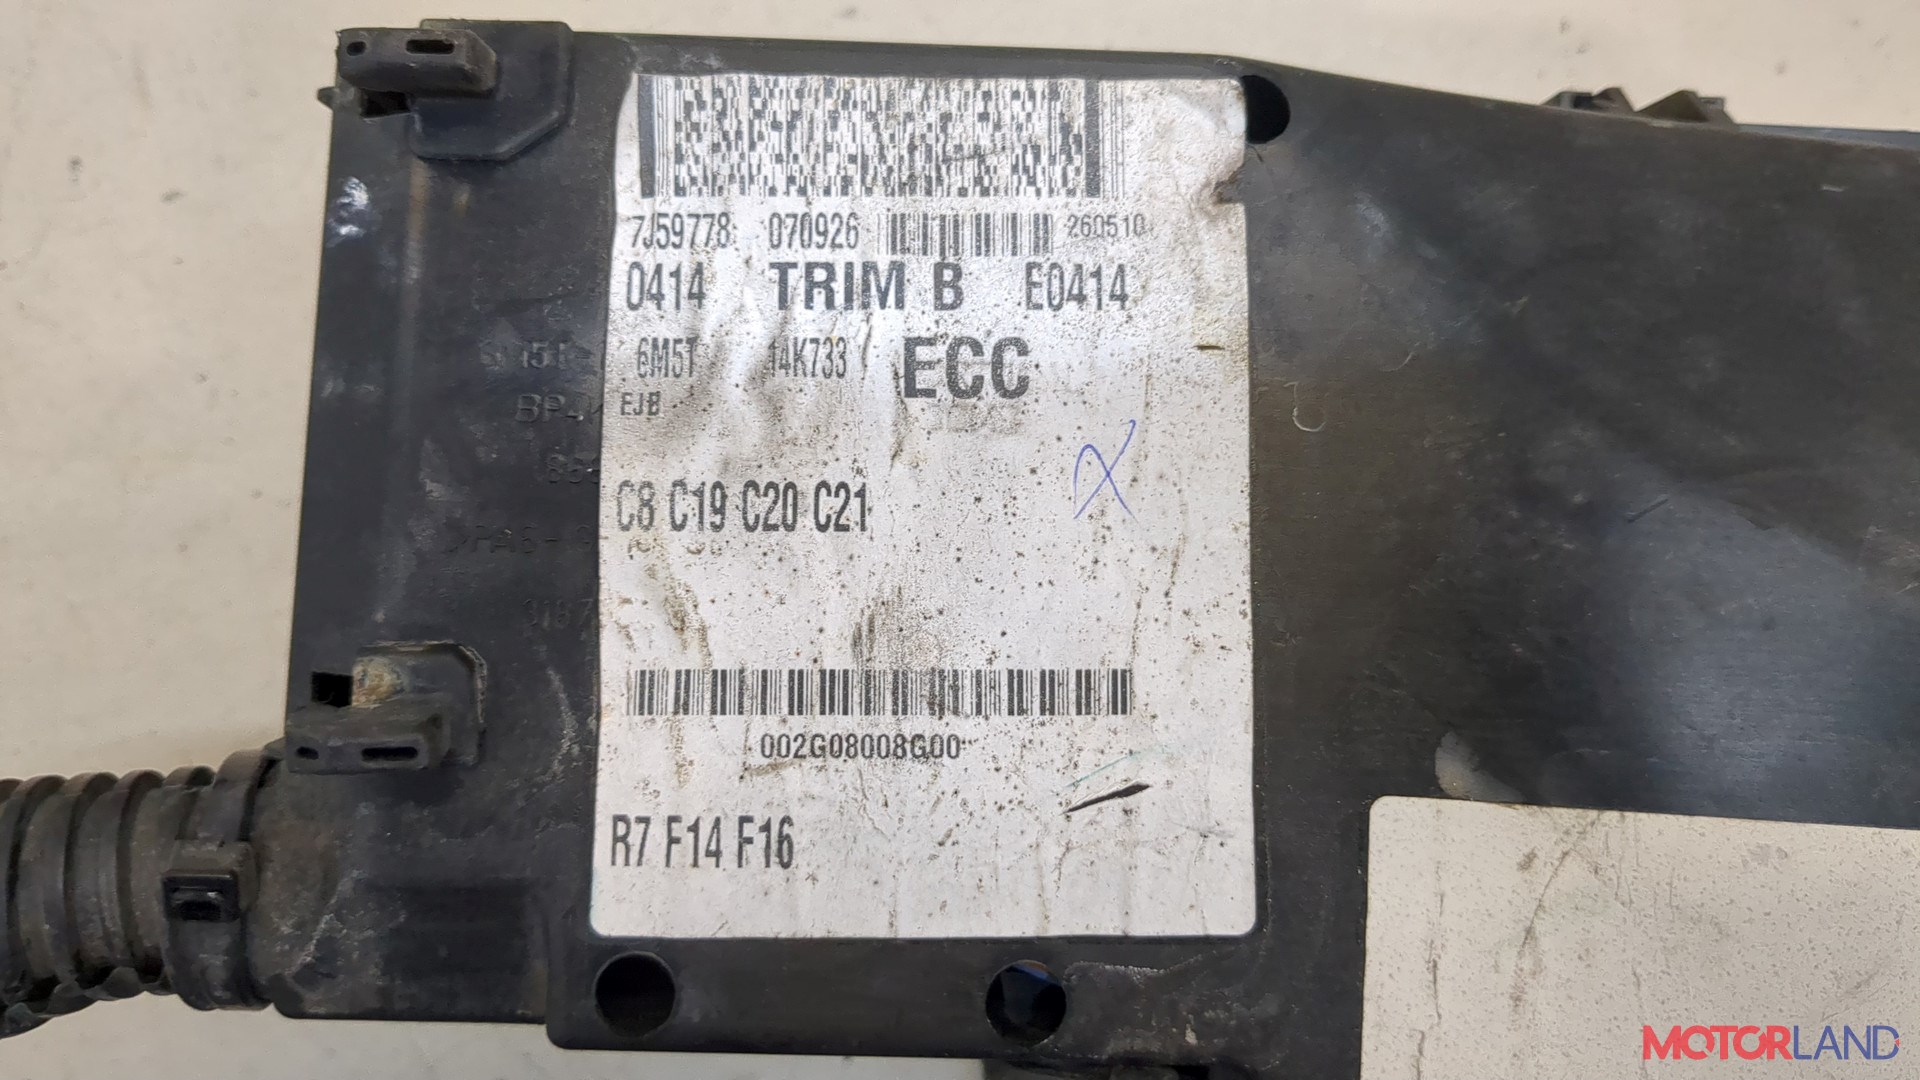 7J59778 070926 260510
0414 TRIM B E0414
6M5T 14K733 ECC
EJB
C8 C19 C20 C21
002G08008G00
R7 F14 F16
MOTORLAND